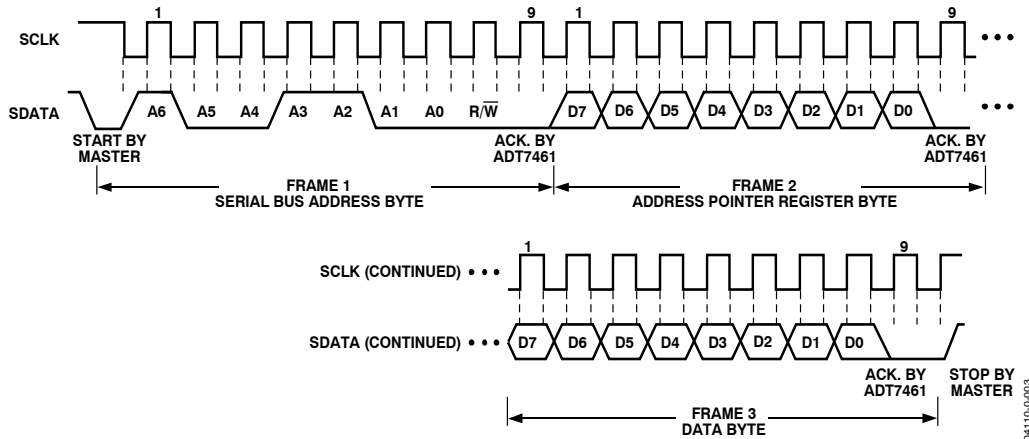 1 9 1 9
SCLK
SDATA A6 A5 A4 A3 A2 A1 A0 R/W̅ D7 D6 D5 D4 D3 D2 D1 D0
START BY
MASTER
ACK. BY
ADT7461
ACK. BY
ADT7461
FRAME 1
SERIAL BUS ADDRESS BYTE
FRAME 2
ADDRESS POINTER REGISTER BYTE
1 9
SCLK (CONTINUED)
SDATA (CONTINUED) D7 D6 D5 D4 D3 D2 D1 D0
ACK. BY
ADT7461
STOP BY
MASTER
FRAME 3
DATA BYTE
04110-0-003